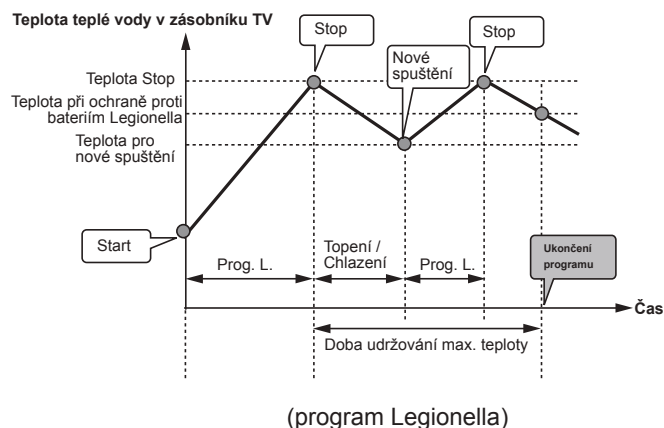 Teplota teplé vody v zásobníku TV
Stop
Stop
Nové
spuštění
Teplota Stop
Teplota při ochraně proti
bateriím Legionella
Teplota pro
nové spuštění
Start
Prog. L.
Topení /
Chlazení
Prog. L.
Ukončení
programu
Čas
Doba udržování max. teploty
(program Legionella)